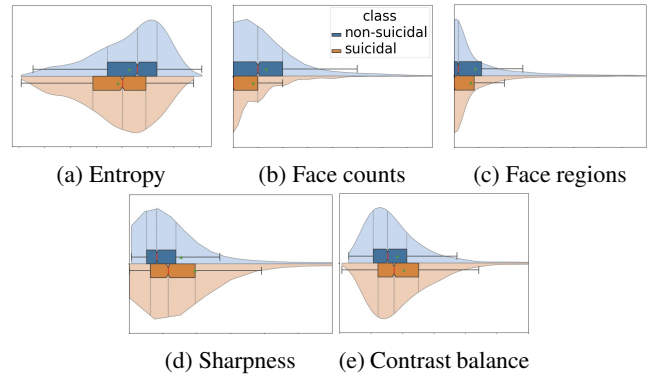 class
non-suicidal
suicidal
(a) Entropy
(b) Face counts
(c) Face regions
(d) Sharpness
(e) Contrast balance